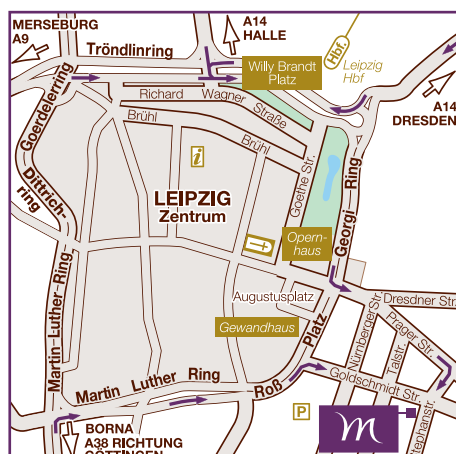 MERSEBURG
A9
Tröndlinring
A14
HALLE
Hbf.
Leipzig
Hbf
Willy Brandt
Platz
A14
DRESDEN
Goerdelerring
Richard Wagner Straße
Brühl
Brühl
i
Dittrich-
ring
LEIPZIG
Zentrum
Goethe Str.
Georgi-Ring
Opern-
haus
Augustusplatz
Dresdner Str.
Gewandhaus
Martin-Luther-Ring
Platz
Nürnberger Str.
Prager Str.
Talstr.
Martin Luther Ring
Roß
Goldschmidt Str.
P
m
Stephanstr.
BORNA
A38 RICHTUNG
GÖTTINGEN